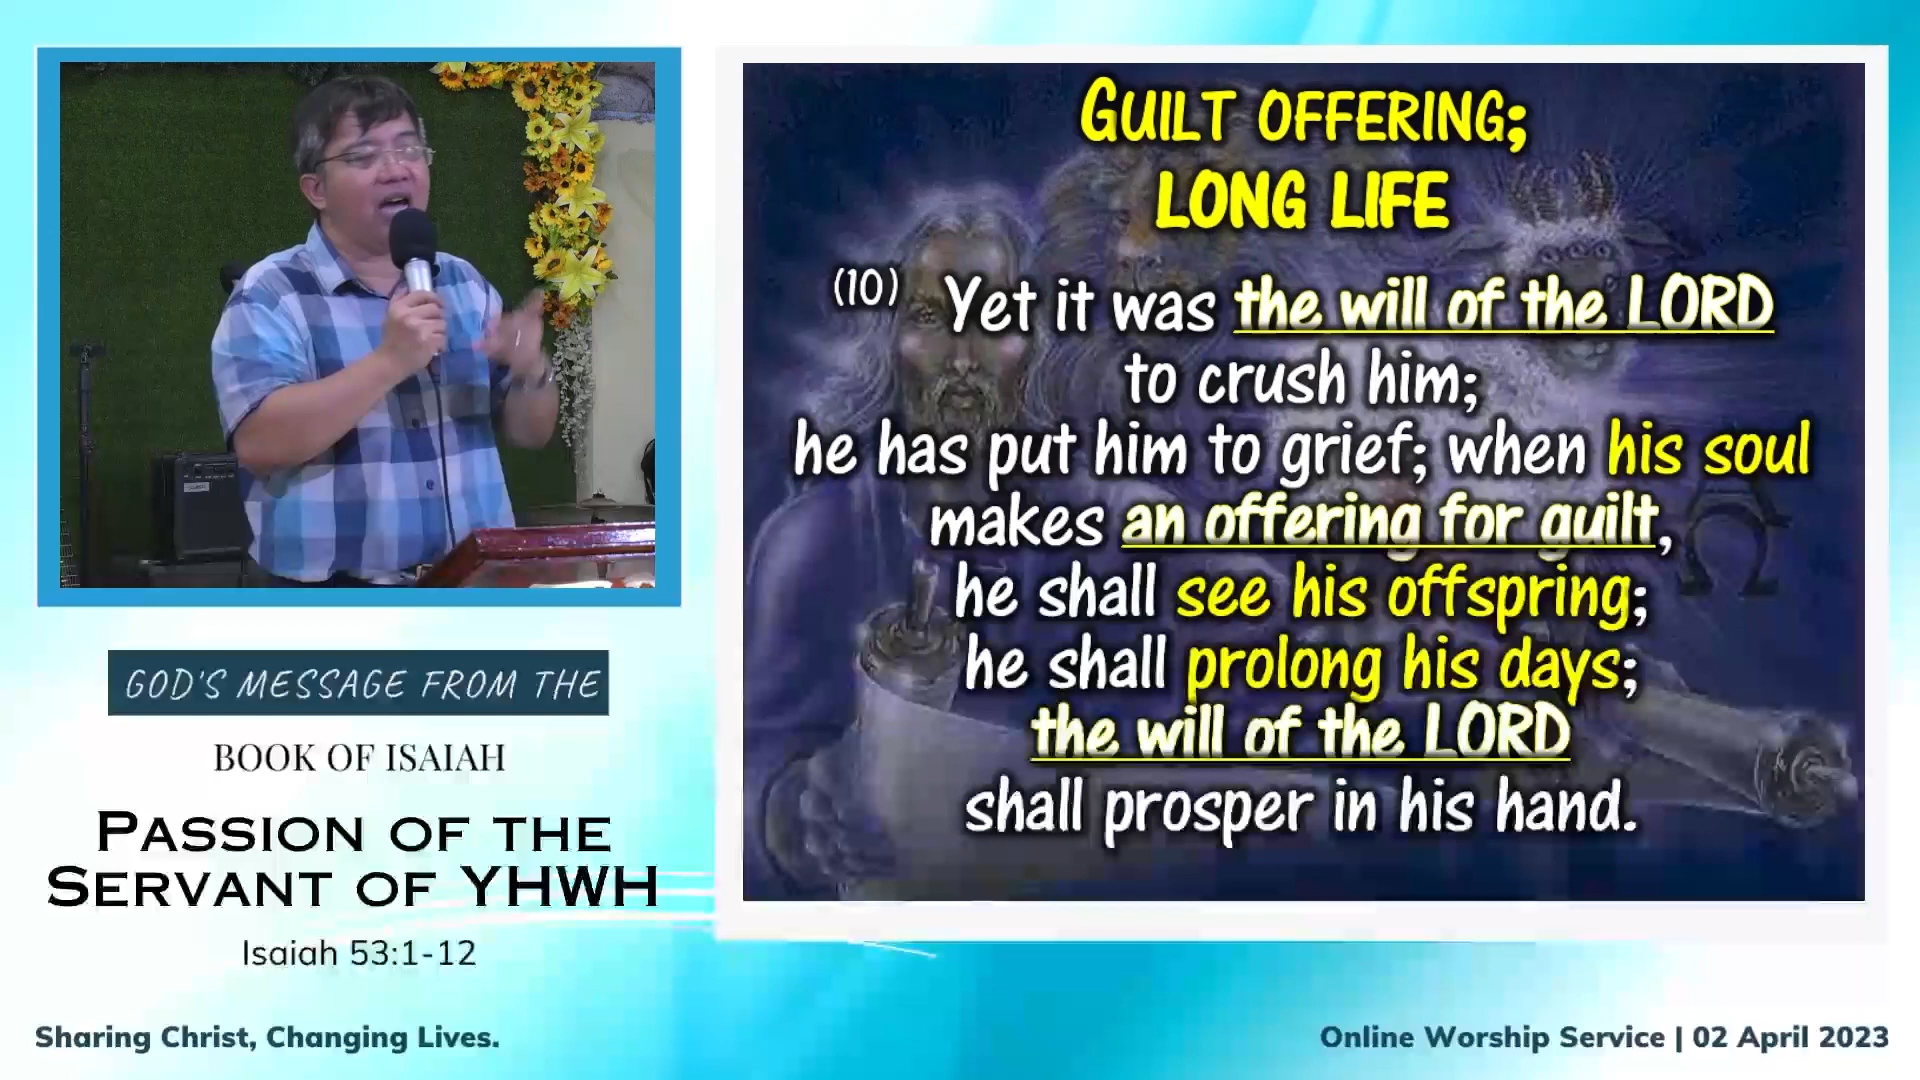 GUILT OFFERING;
LONG LIFE
(10) Yet it was the will of the LORD
to crush him;
he has put him to grief; when his soul
makes an offering for guilt,
he shall see his offspring;
he shall prolong his days;
the will of the LORD
shall prosper in his hand.
GOD'S MESSAGE FROM THE
BOOK OF ISAIAH
PASSION OF THE
SERVANT OF YHWH
Isaiah 53:1-12
Sharing Christ, Changing Lives.
Online Worship Service | 02 April 2023